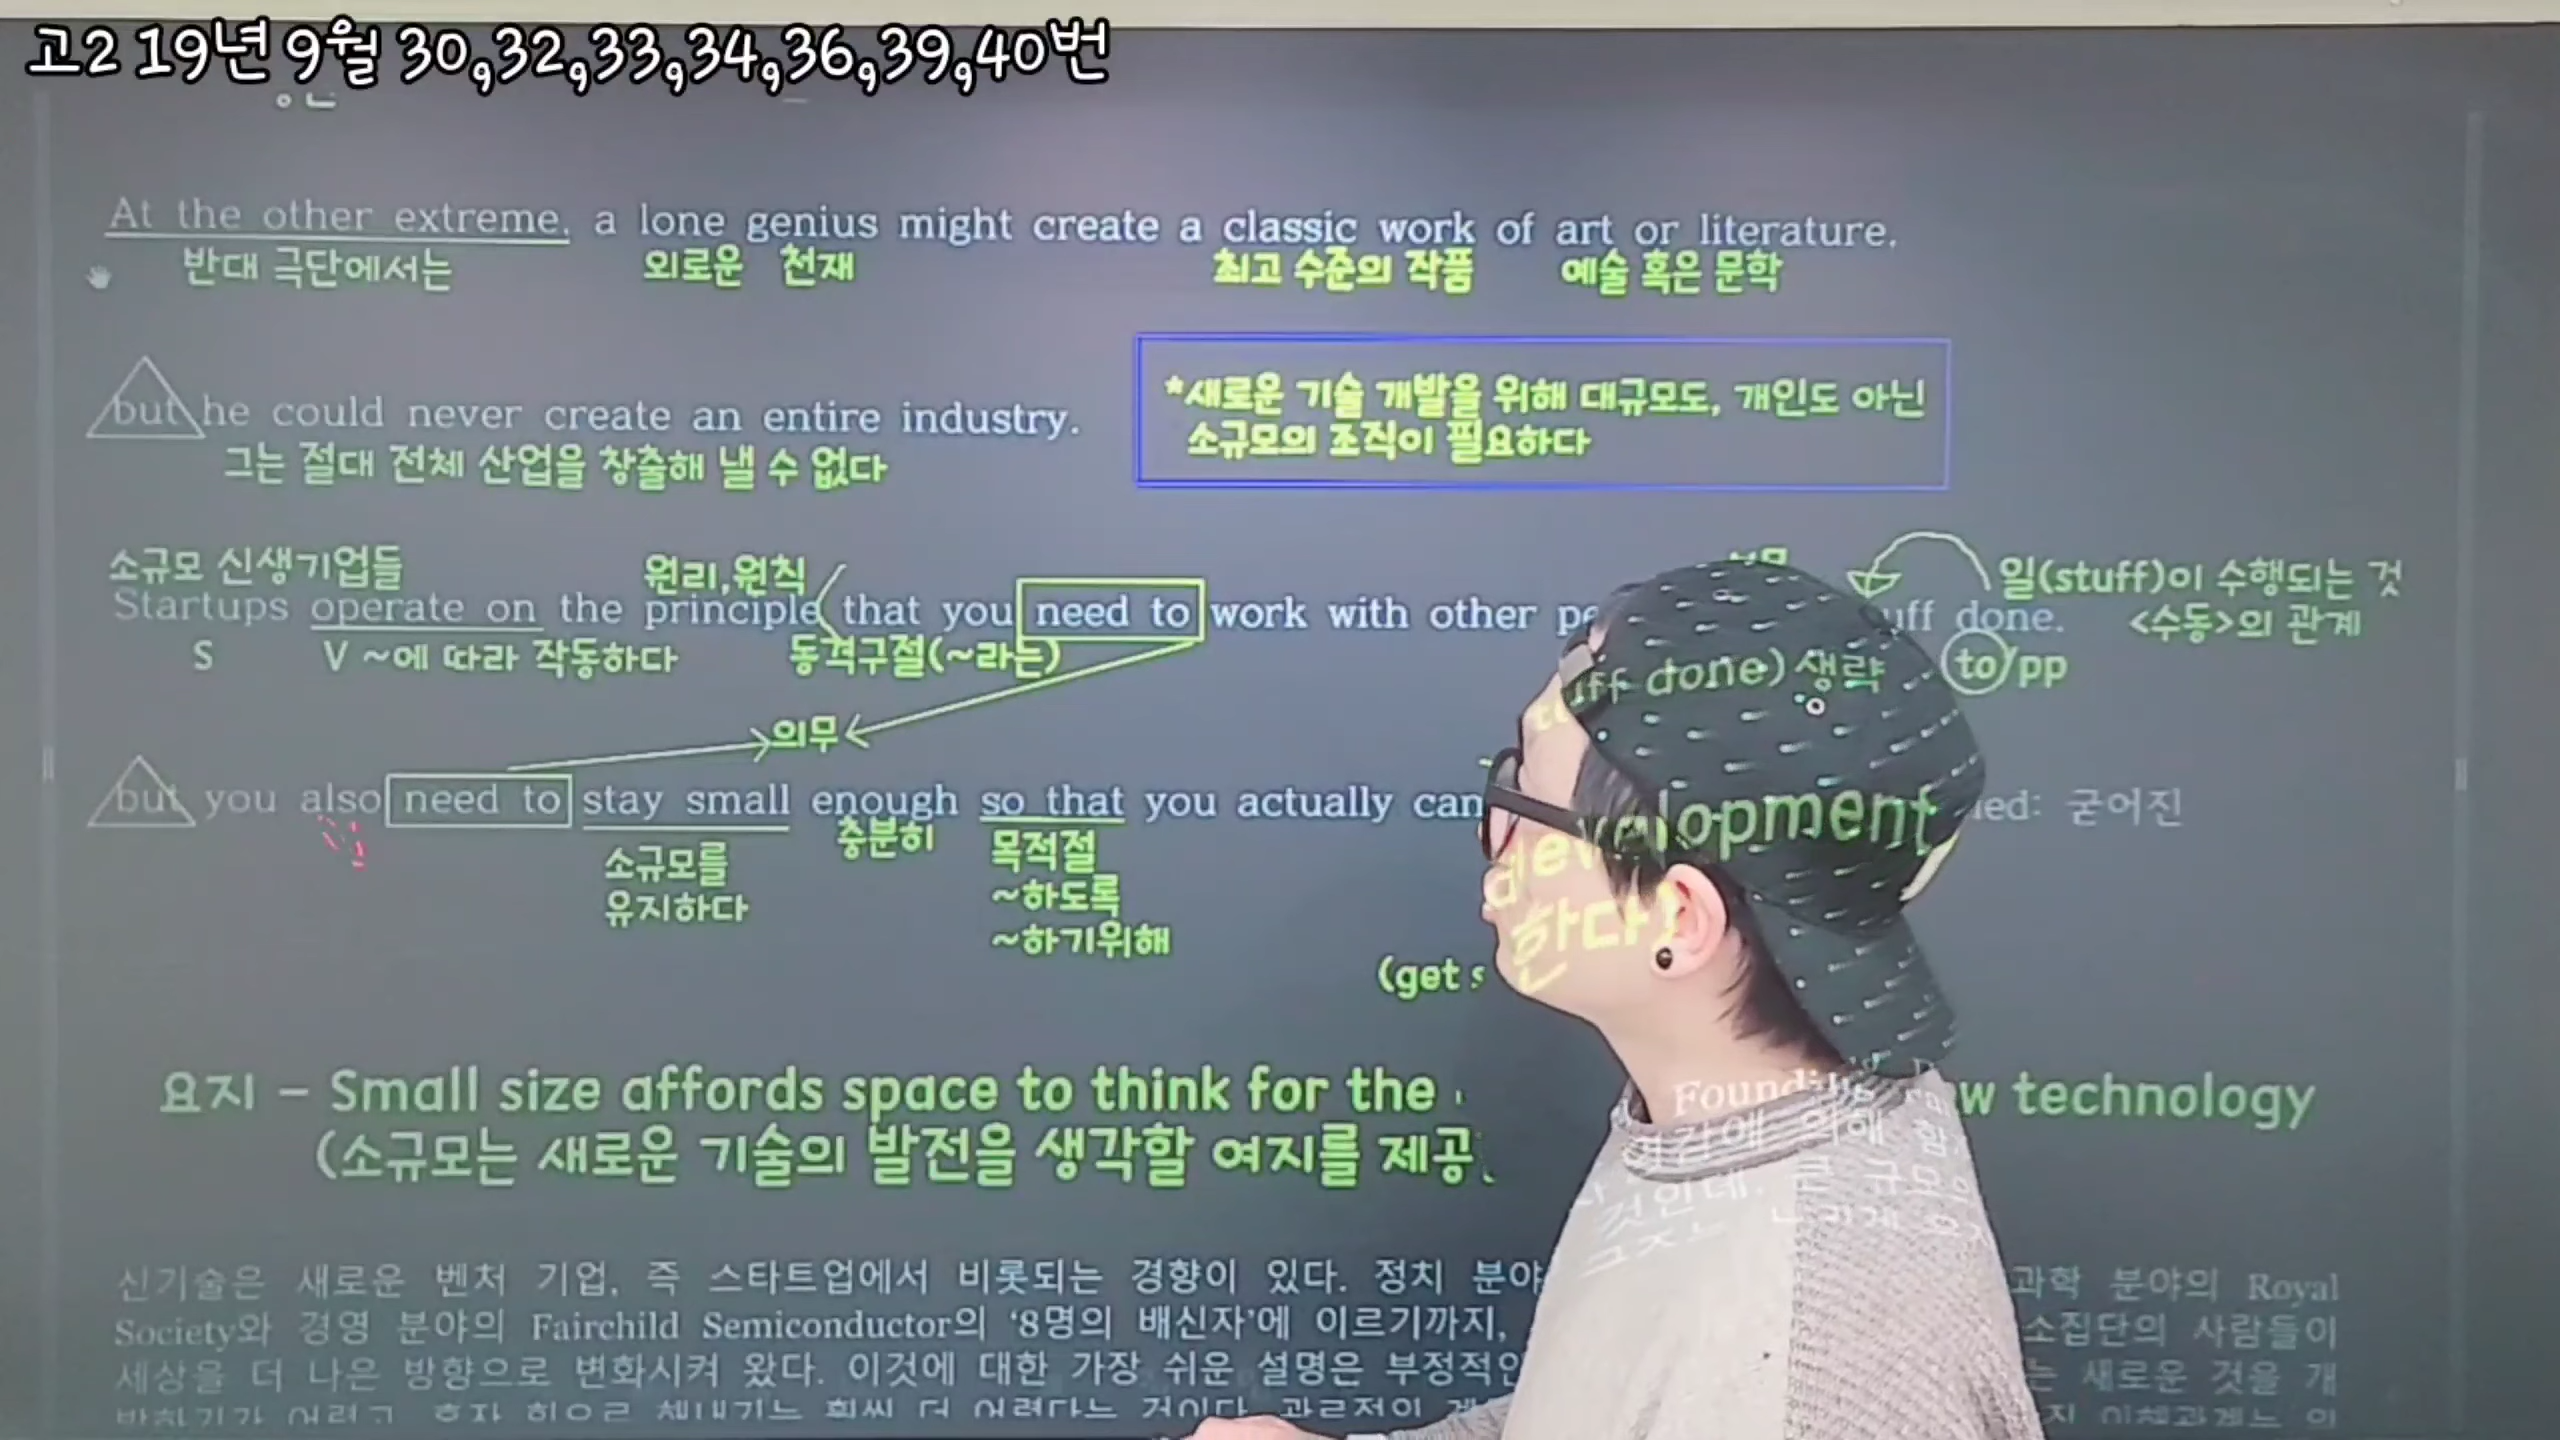 고2 19년 9월 30,32,33,34,36,39,40번
At the other extreme, a lone genius might create a classic work of art or literature.
반대 극단에서는 외로운 천재 최고 수준의 작품 예술 혹은 문학
but he could never create an entire industry.
그는 절대 전체 산업을 창출해 낼 수 없다
*새로운 기술 개발을 위해 대규모도, 개인도 아닌
소규모의 조직이 필요하다
소규모 신생기업들 원리,원칙 일(stuff)이 수행되는 것
Startups operate on the principle that you need to work with other done. <수동>의 관계
S V ~에 따라 작동하다 동격구절(~라는) done) 생략 to/pp
의무
but you also need to stay small enough so that you actually can 굳어진
소규모를 충분히 목적절
유지하다 ~하도록
~하기위해
(get
요지 - Small size affords space to think for the development technology
(소규모는 새로운 기술의 발전을 생각할 여지를 제공한다)
신기술은 새로운 벤처 기업, 즉 스타트업에서 비롯되는 경향이 있다. 정치 분야 과학 분야의 Royal
Society와 경영 분야의 Fairchild Semiconductor의 ‘8명의 배신자’에 이르기까지, 소집단의 사람들이
세상을 더 나은 방향으로 변화시켜 왔다. 이것에 대한 가장 쉬운 설명은 부정적인 는 새로운 것을 개